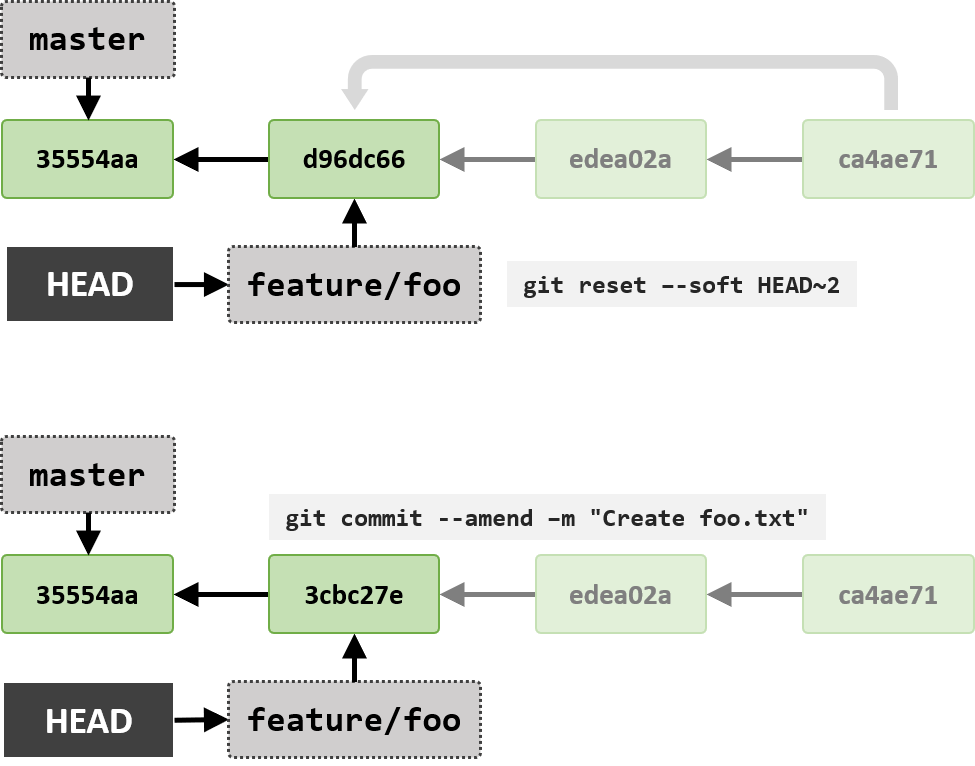 master
35554aa
d96dc66
edea02a
ca4ae71
HEAD
feature/foo
git reset –-soft HEAD~2
master
git commit --amend –m "Create foo.txt"
35554aa
3cbc27e
edea02a
ca4ae71
HEAD
feature/foo